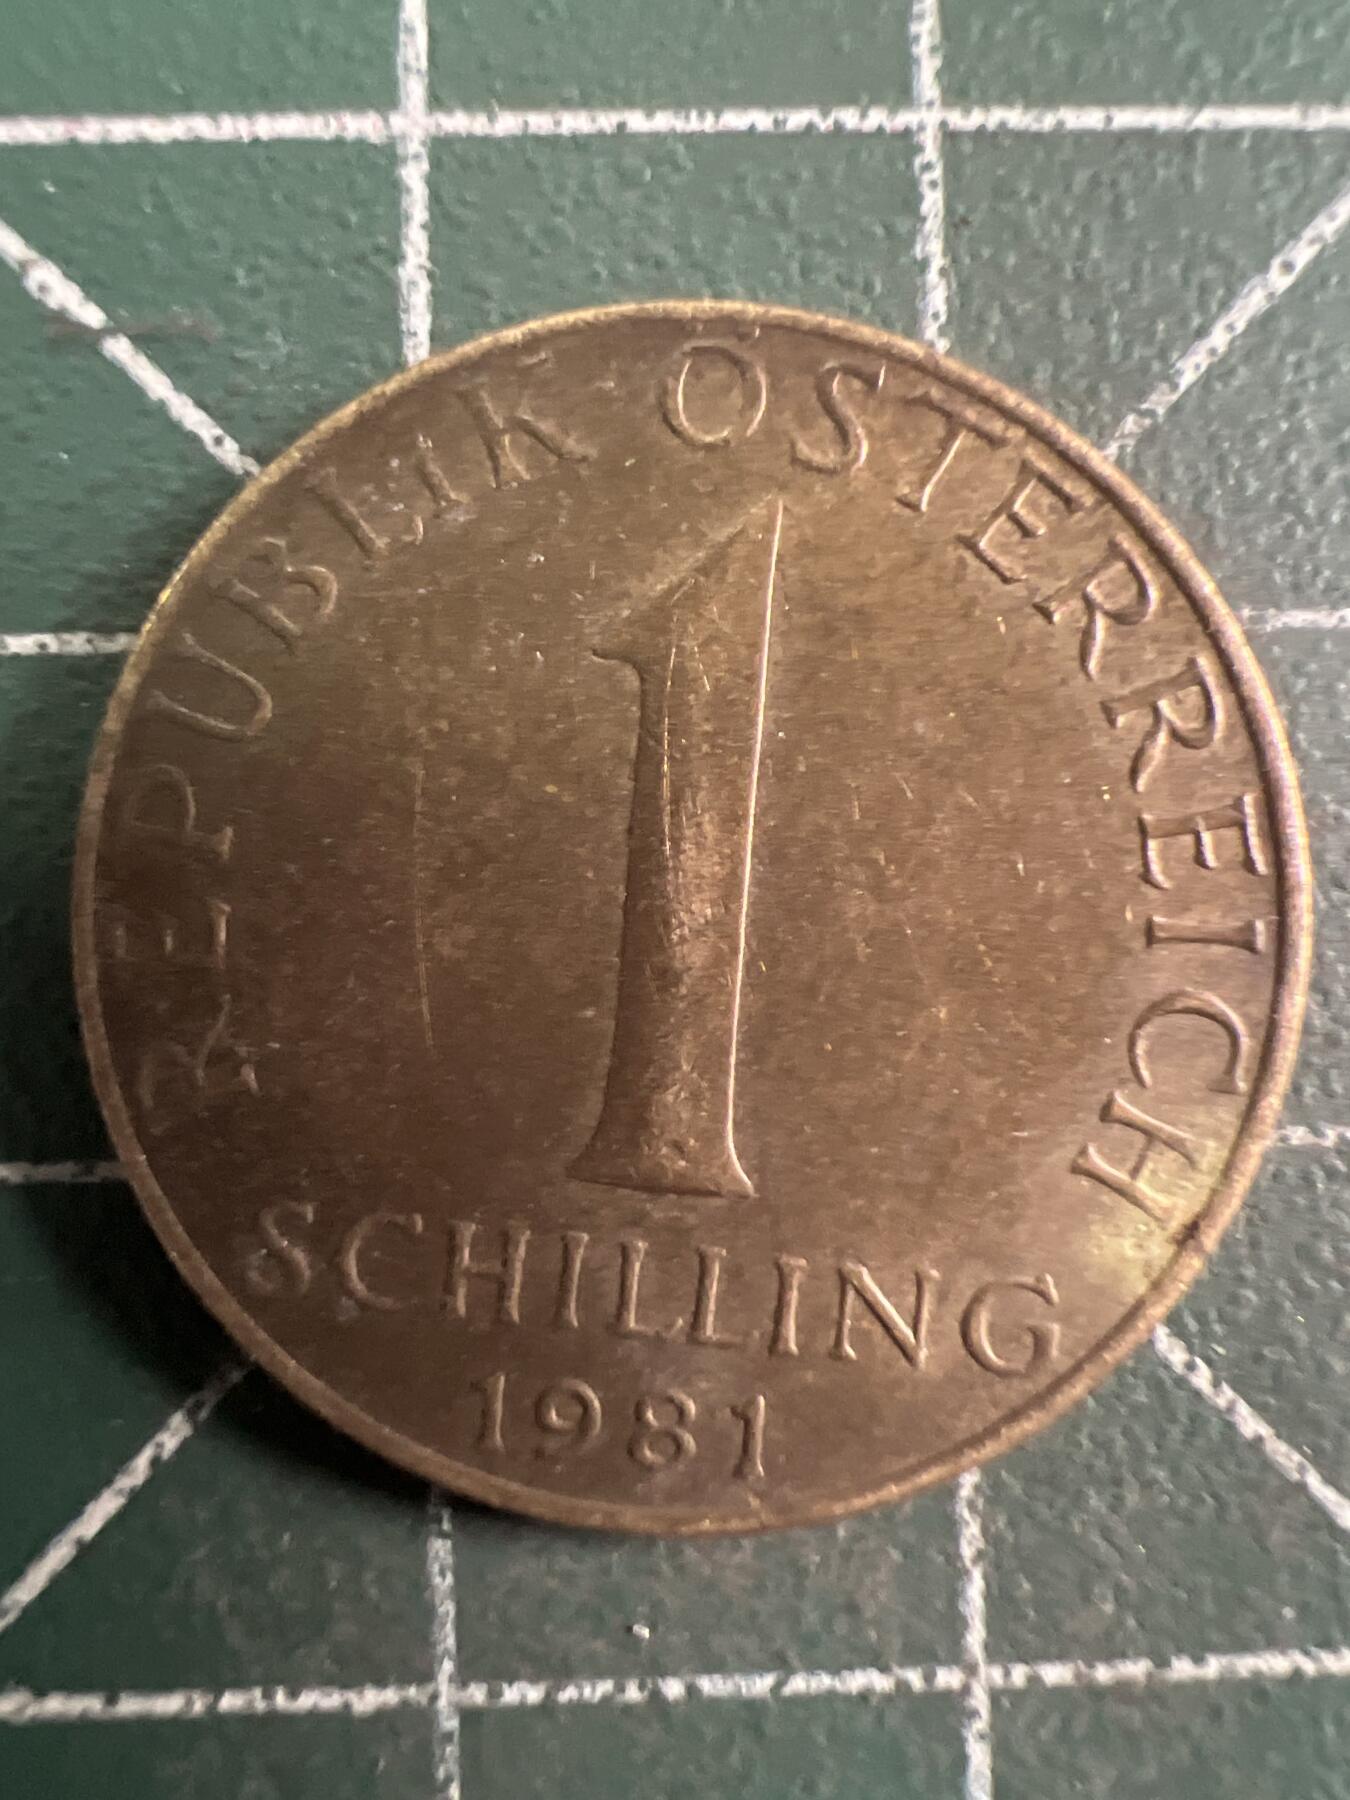 REPUBLIK ÖSTERREICH
1
SCHILLING
1981